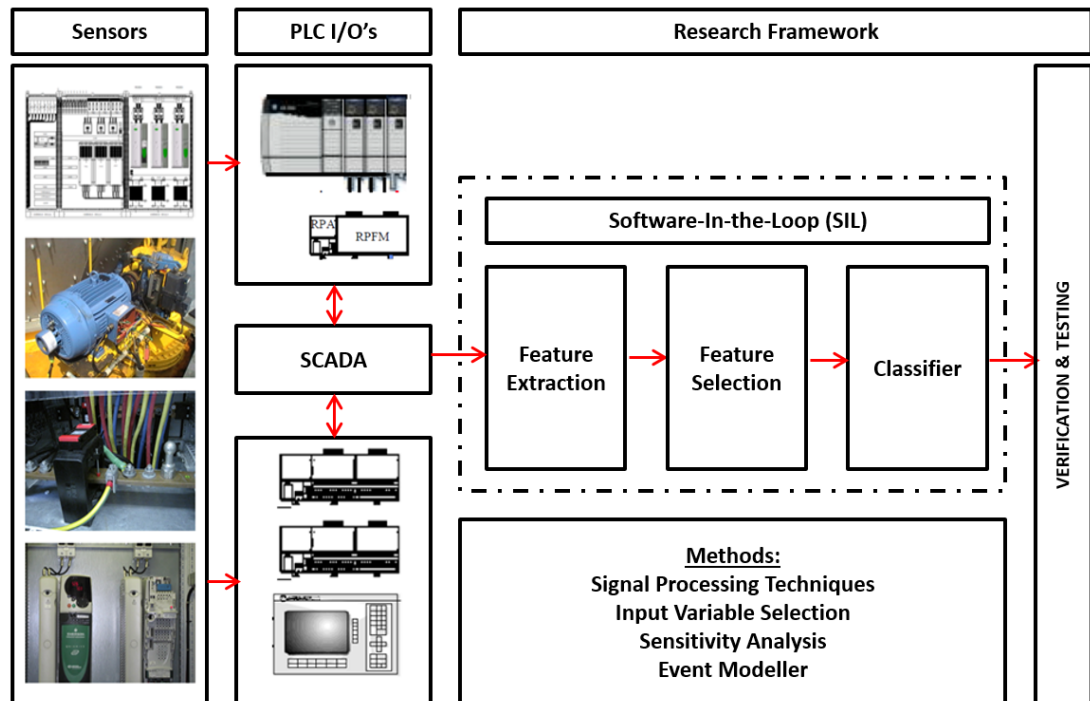 Sensors
PLC I/O's
Research Framework
RPA
RPFM
SCADA
Software-In-the-Loop (SIL)
Feature
Extraction
Feature
Selection
Classifier
VERIFICATION & TESTING
Methods:
Signal Processing Techniques
Input Variable Selection
Sensitivity Analysis
Event Modeller